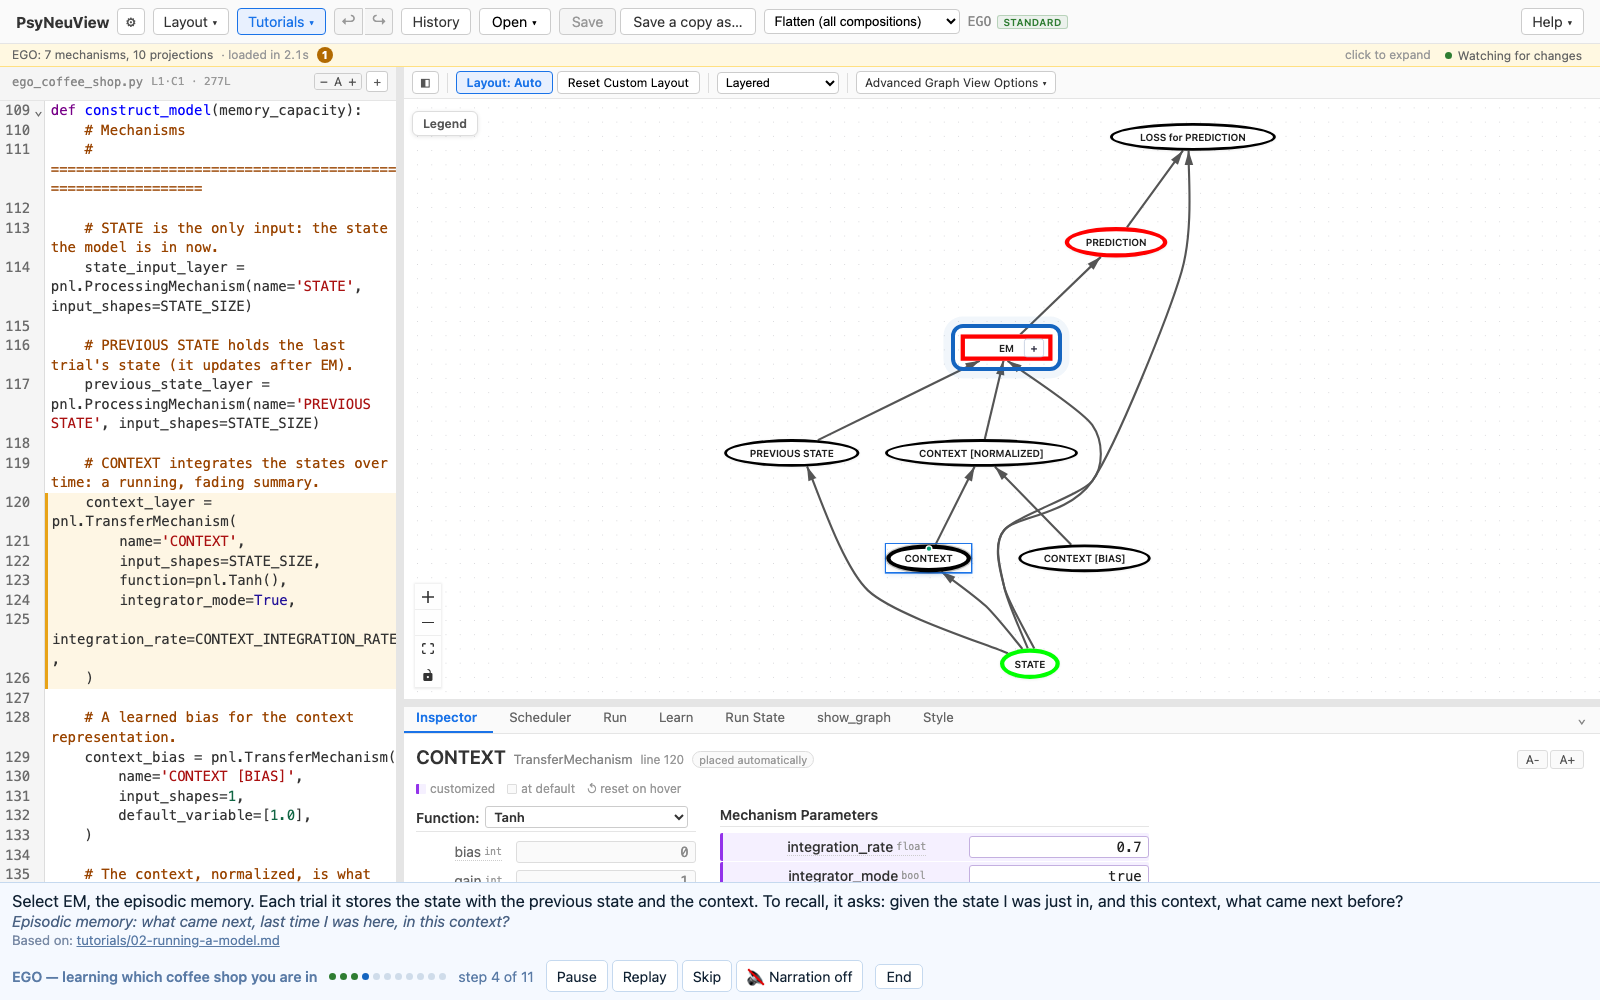 PsyNeuView ⚙ Layout ▾ Tutorials ▾ ↩ ↪ History Open ▾ Save Save a copy as... Flatten (all compositions) EGO STANDARD Help ▾
EGO: 7 mechanisms, 10 projections · loaded in 2.1s 1 click to expand Watching for changes
ego_coffee_shop.py L1·C1 · 277L − A + +
109 def construct_model(memory_capacity):
110 # Mechanisms
111 #
=========================================
==================
112
113 # STATE is the only input: the state
the model is in now.
114 state_input_layer =
pnl.ProcessingMechanism(name='STATE',
input_shapes=STATE_SIZE)
115
116 # PREVIOUS STATE holds the last
trial's state (it updates after EM).
117 previous_state_layer =
pnl.ProcessingMechanism(name='PREVIOUS
STATE', input_shapes=STATE_SIZE)
118
119 # CONTEXT integrates the states over
time: a running, fading summary.
120 context_layer =
pnl.TransferMechanism(
121 name='CONTEXT',
122 input_shapes=STATE_SIZE,
123 function=pnl.Tanh(),
124 integrator_mode=True,
125
integration_rate=CONTEXT_INTEGRATION_RATE
,
126 )
127
128 # A learned bias for the context
representation.
129 context_bias = pnl.TransferMechanism(
130 name='CONTEXT [BIAS]',
131 input_shapes=1,
132 default_variable=[1.0],
133 )
134
135 # The context, normalized, is what
Layout: Auto Reset Custom Layout Layered Advanced Graph View Options ▾
Legend
LOSS for PREDICTION
PREDICTION
EM +
PREVIOUS STATE CONTEXT [NORMALIZED]
CONTEXT CONTEXT [BIAS]
STATE
Inspector Scheduler Run Learn Run State show_graph Style
CONTEXT TransferMechanism line 120 placed automatically A- A+
customized at default reset on hover
Function: Tanh
bias int 0
gain int 1
Mechanism Parameters
integration_rate float 0.7
integrator_mode bool true
Select EM, the episodic memory. Each trial it stores the state with the previous state and the context. To recall, it asks: given the state I was just in, and this context, what came next before?
Episodic memory: what came next, last time I was here, in this context?
Based on: tutorials/02-running-a-model.md
EGO — learning which coffee shop you are in step 4 of 11 Pause Replay Skip Narration off End